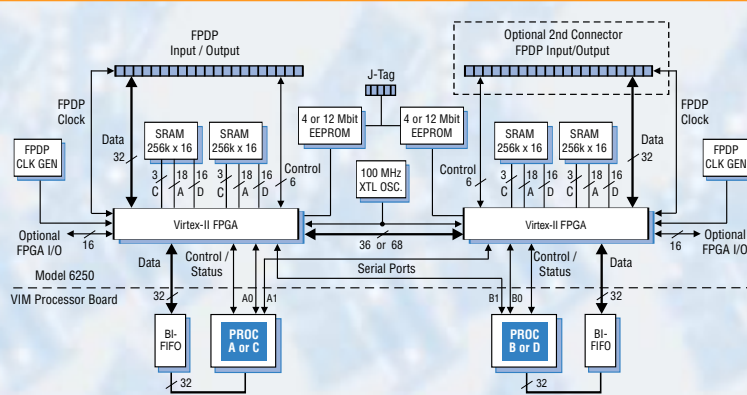 FPDP
Input / Output
Optional 2nd Connector
FPDP Input/Output
J-Tag
FPDP
Clock
Data
32
SRAM
256k x 16
SRAM
256k x 16
4 or 12 Mbit
EEPROM
4 or 12 Mbit
EEPROM
SRAM
256k x 16
SRAM
256k x 16
Data
32
FPDP
Clock
FPDP
CLK GEN
3
18
16
C
A
D
3
18
16
C
A
D
Control
6
100 MHz
XTL OSC.
Control
6
3
18
16
C
A
D
3
18
16
C
A
D
FPDP
CLK GEN
Virtex-II FPGA
Virtex-II FPGA
Optional
FPGA I/O
16
36 or 68
16
Optional
FPGA I/O
Data
Control /
Status
Serial Ports
Control /
Status
Data
Model 6250
VIM Processor Board
32
A0
A1
B1
B0
32
BI-
FIFO
PROC
A or C
PROC
B or D
BI-
FIFO
32
32